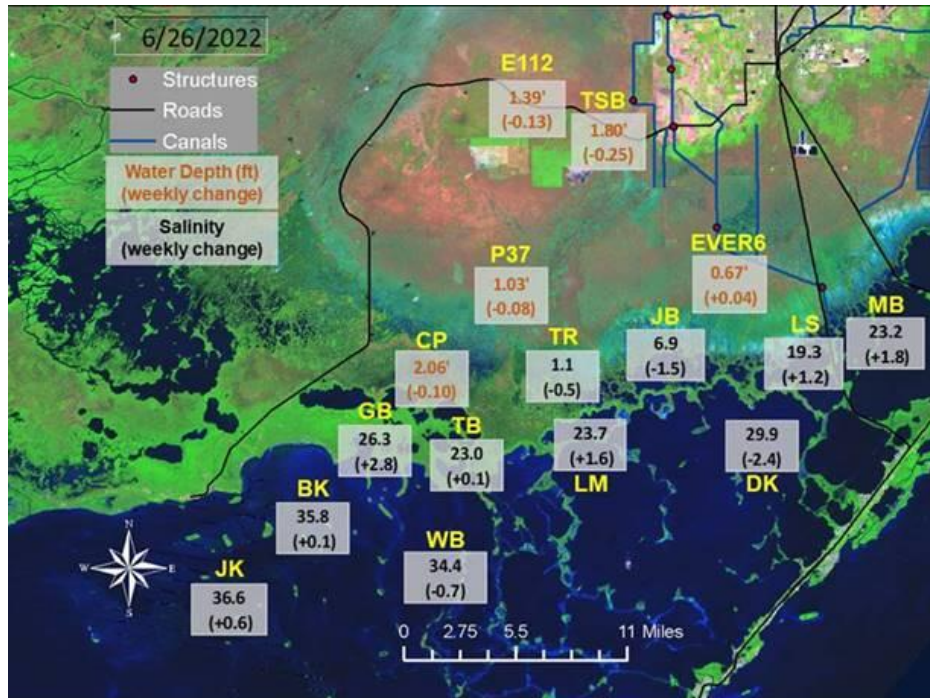 6/26/2022
Structures
Roads
Canals
Water Depth (ft)
(weekly change)
Salinity
(weekly change)
E112
1.39'
(-0.13)
TSB
1.80'
(-0.25)
P37
1.03'
(-0.08)
EVER6
0.67'
(+0.04)
CP
2.06'
(-0.10)
TR
1.1
(-0.5)
JB
6.9
(-1.5)
LS
19.3
(+1.2)
MB
23.2
(+1.8)
GB
26.3
(+2.8)
TB
23.0
(+0.1)
23.7
(+1.6)
LM
29.9
(-2.4)
DK
BK
35.8
(+0.1)
WB
34.4
(-0.7)
JK
36.6
(+0.6)
N
W
E
S
0 2.75 5.5 11 Miles